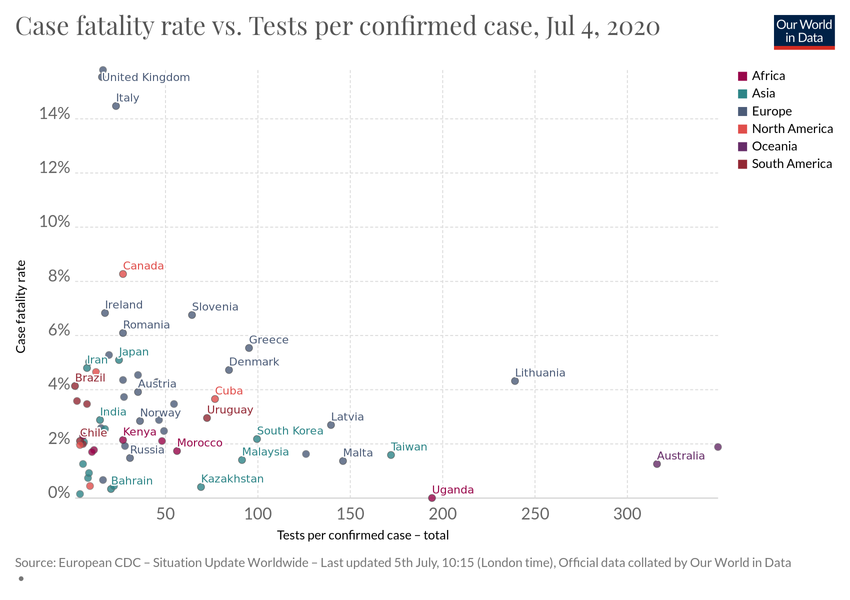 Case fatality rate vs. Tests per confirmed case, Jul 4, 2020
Our World
in Data
Africa
Asia
Europe
North America
Oceania
South America
Case fatality rate
14%
12%
10%
8%
6%
4%
2%
0%
United Kingdom
Italy
Canada
Ireland
Slovenia
Romania
Greece
Japan
Iran
Denmark
Lithuania
Brazil
Austria
Cuba
India
Norway
Uruguay
Latvia
Chile
Kenya
South Korea
Morocco
Taiwan
Russia
Malaysia
Malta
Australia
Bahrain
Kazakhstan
Uganda
50
100
150
200
250
300
Tests per confirmed case – total
Source: European CDC – Situation Update Worldwide – Last updated 5th July, 10:15 (London time), Official data collated by Our World in Data
•